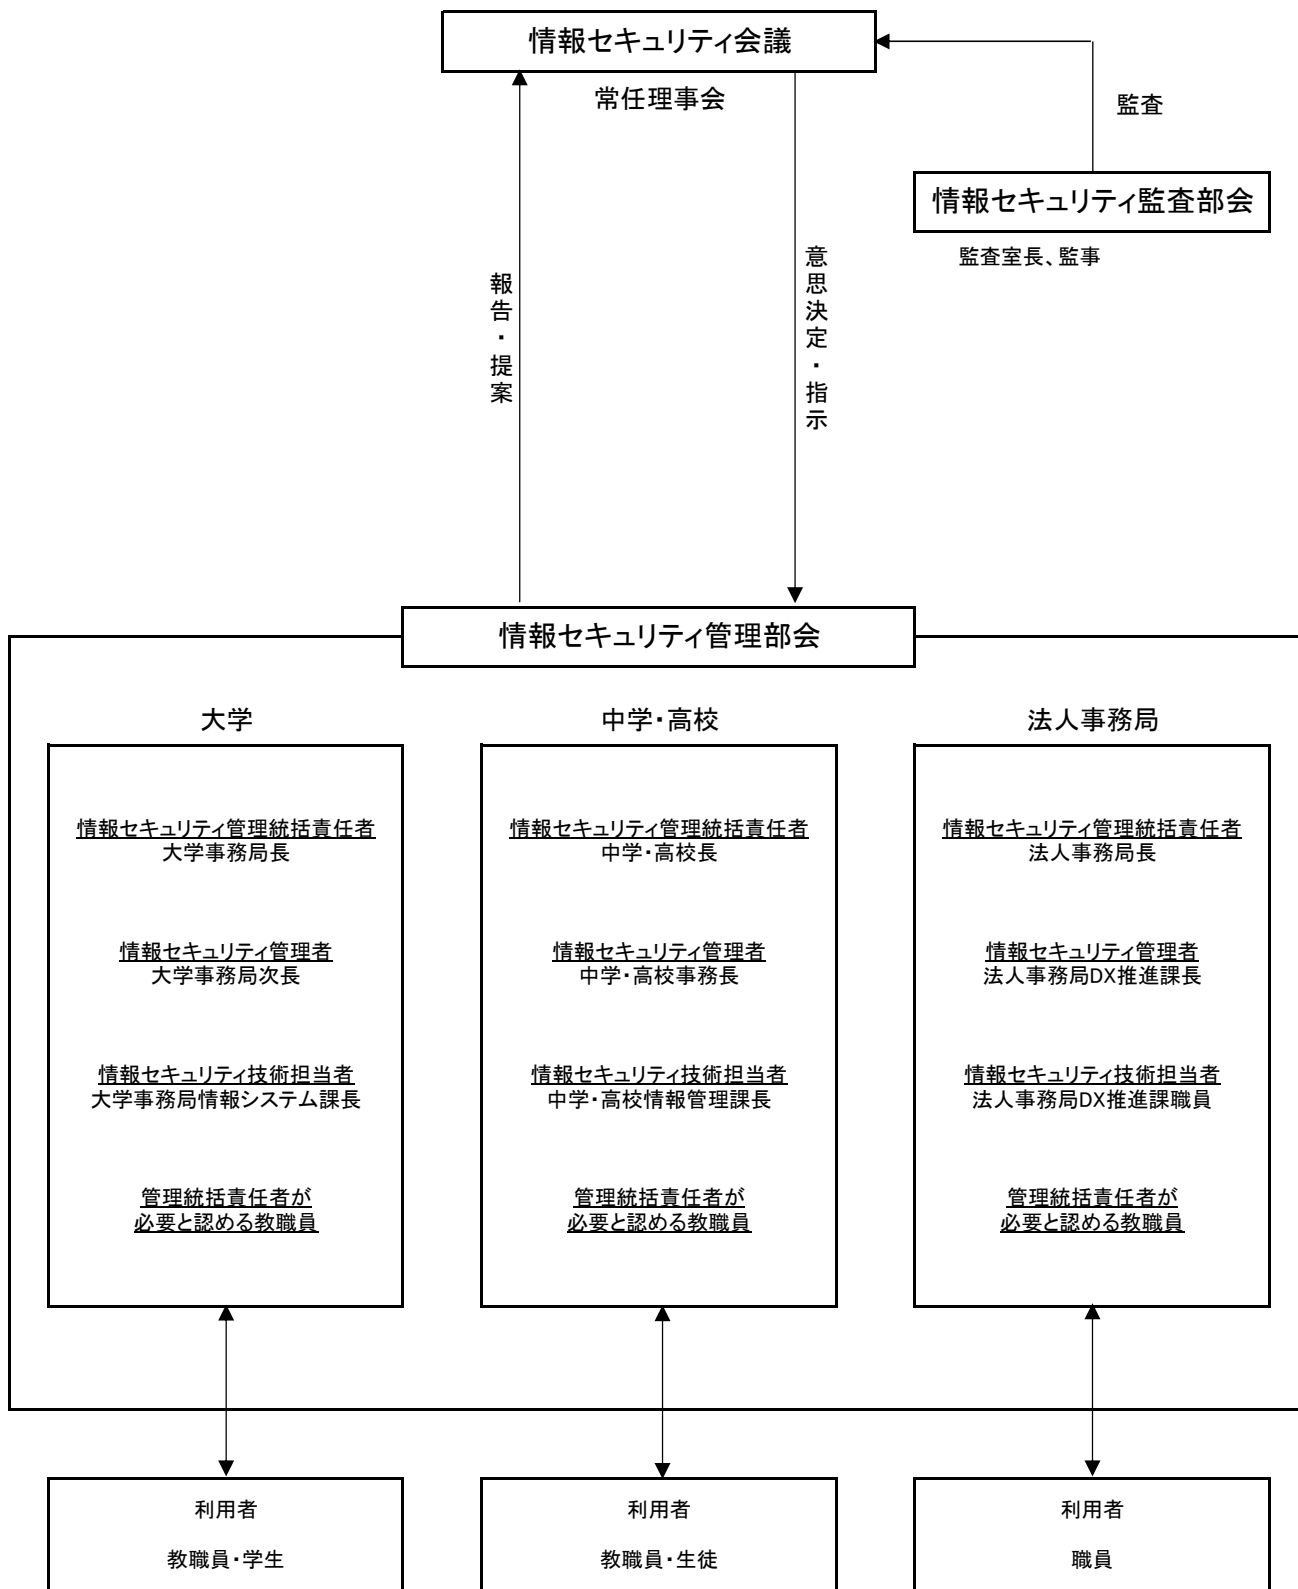 情報セキュリティ会議
常任理事会
監査
情報セキュリティ監査部会
監査室長、監事
報告・提案
意思決定・指示
情報セキュリティ管理部会
大学
情報セキュリティ管理統括責任者
大学事務局長
情報セキュリティ管理者
大学事務局次長
情報セキュリティ技術担当者
大学事務局情報システム課長
管理統括責任者が
必要と認める教職員
中学・高校
情報セキュリティ管理統括責任者
中学・高校長
情報セキュリティ管理者
中学・高校事務長
情報セキュリティ技術担当者
中学・高校情報管理課長
管理統括責任者が
必要と認める教職員
法人事務局
情報セキュリティ管理統括責任者
法人事務局長
情報セキュリティ管理者
法人事務局DX推進課長
情報セキュリティ技術担当者
法人事務局DX推進課職員
管理統括責任者が
必要と認める教職員
利用者
教職員・学生
利用者
教職員・生徒
利用者
職員